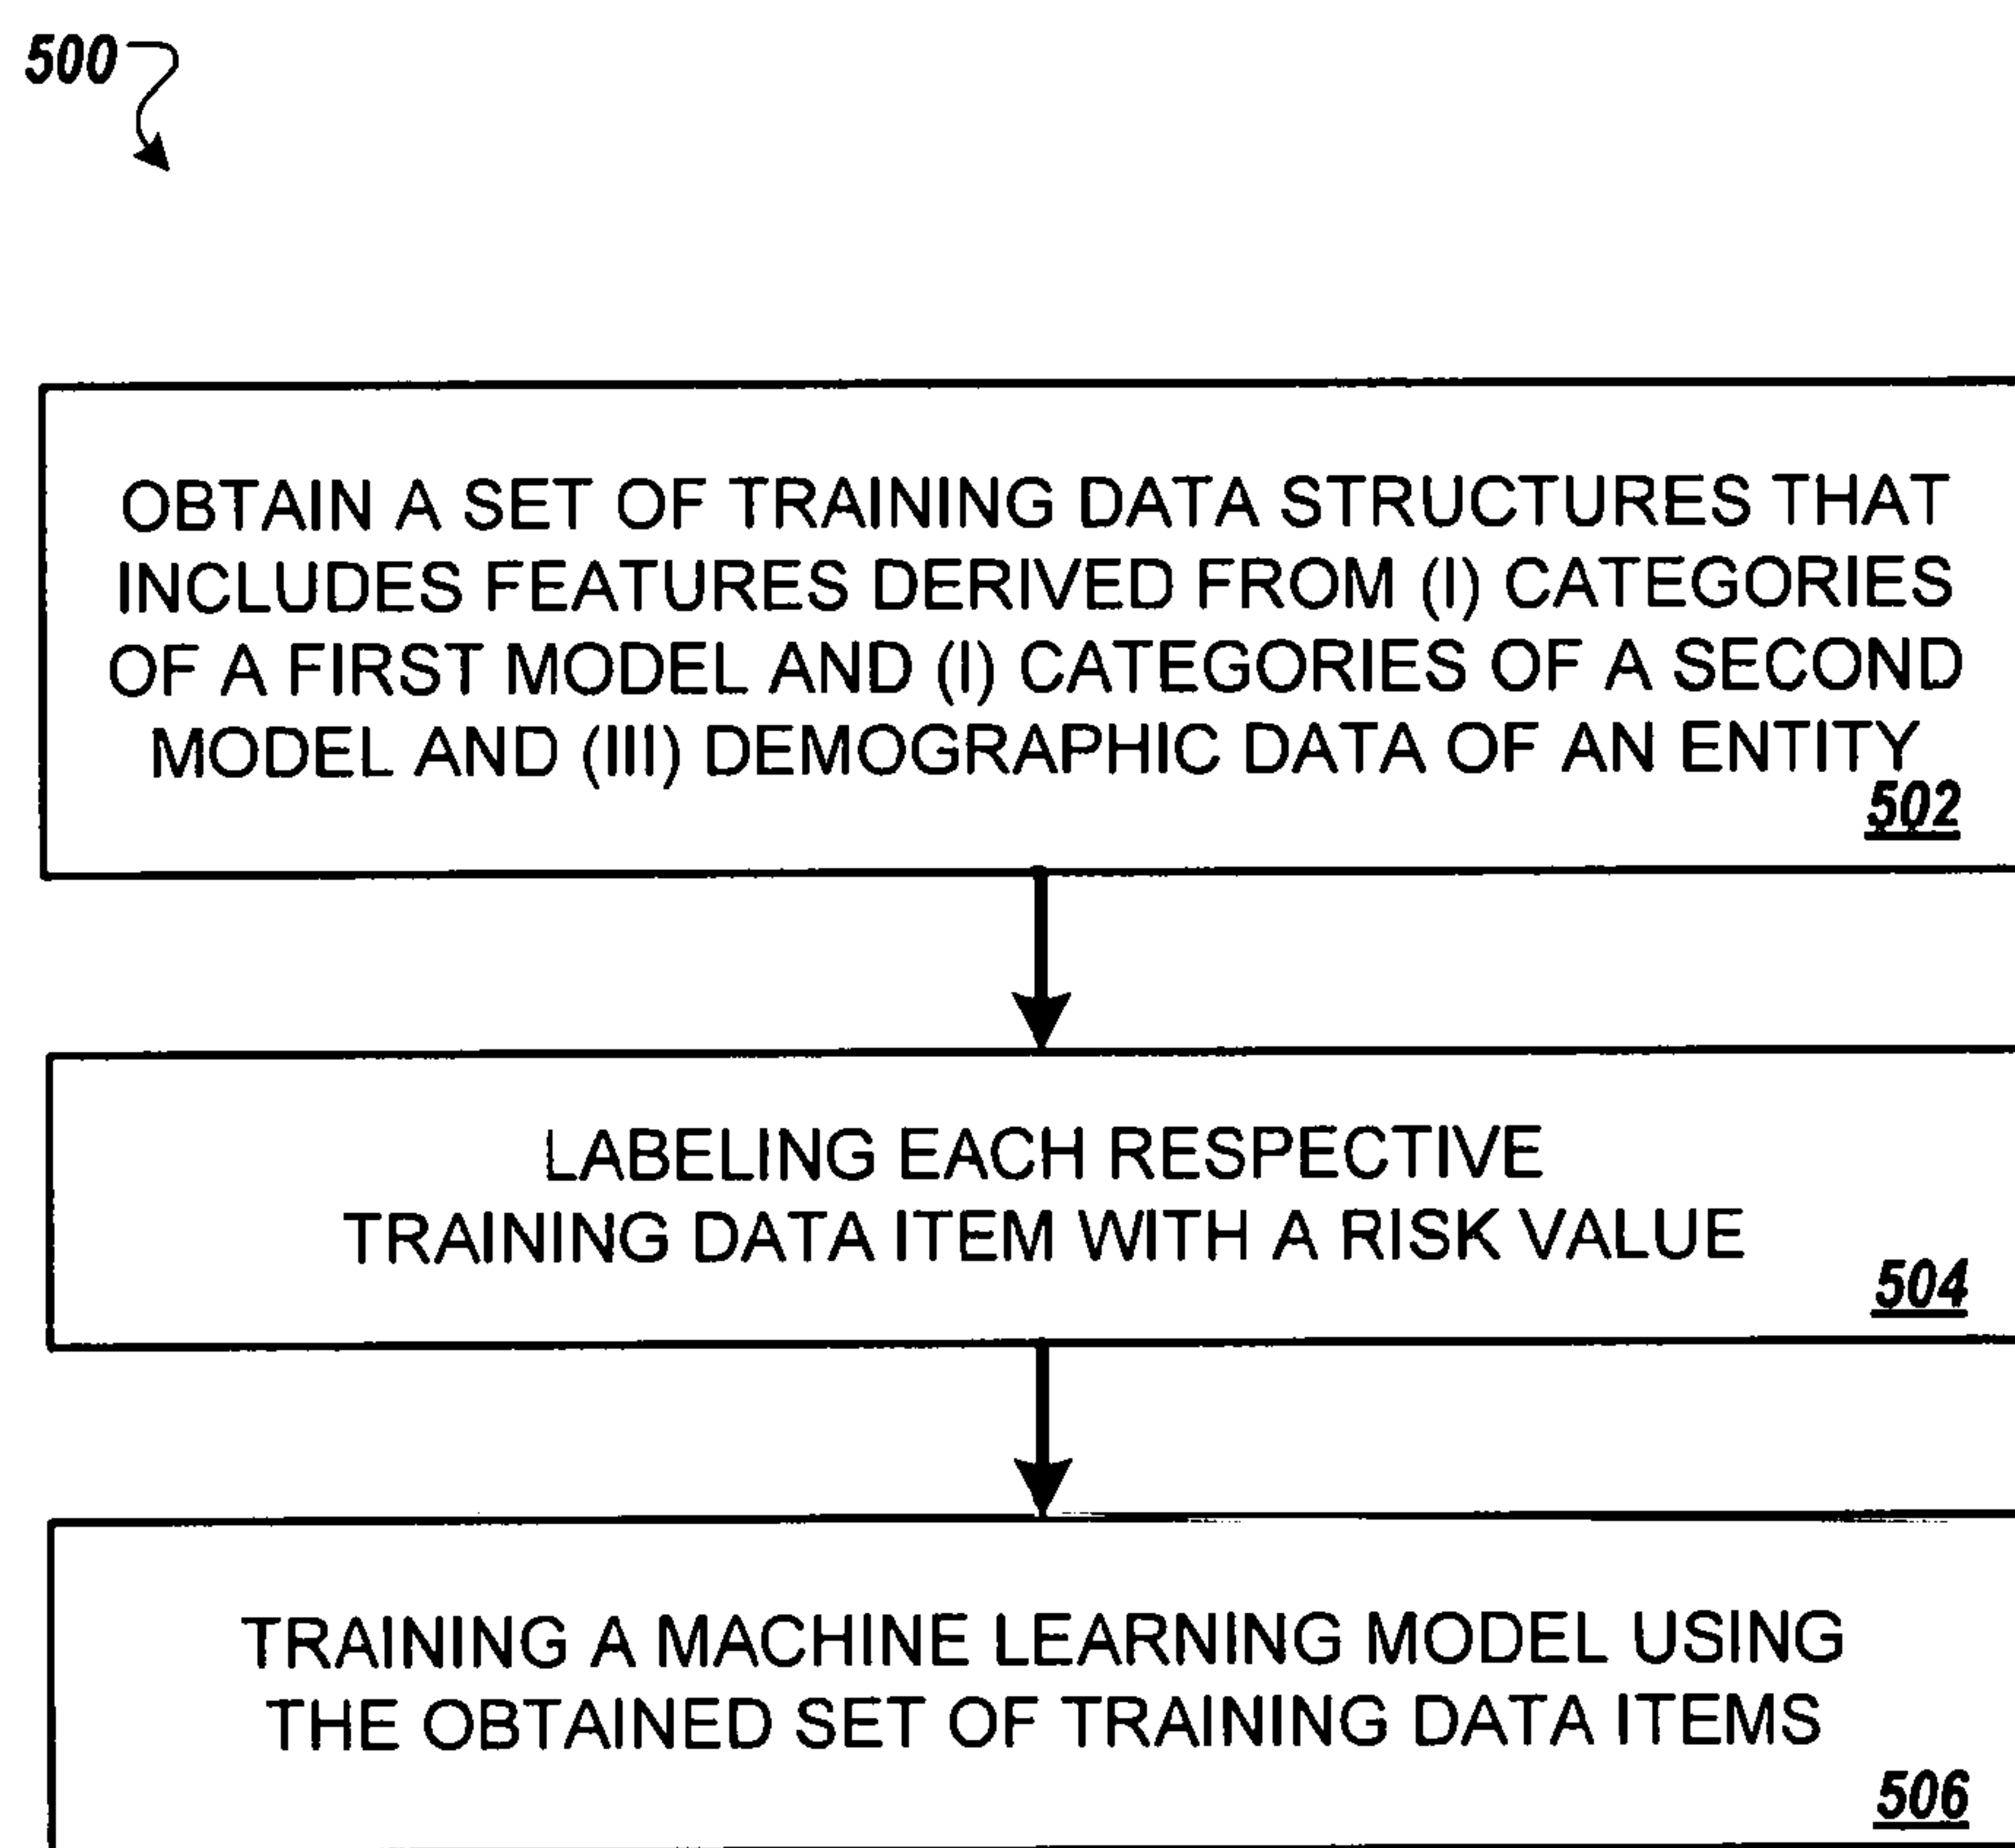 500
OBTAIN A SET OF TRAINING DATA STRUCTURES THAT
INCLUDES FEATURES DERIVED FROM (I) CATEGORIES
OF A FIRST MODEL AND (I) CATEGORIES OF A SECOND
MODEL AND (III) DEMOGRAPHIC DATA OF AN ENTITY
502
LABELING EACH RESPECTIVE
TRAINING DATA ITEM WITH A RISK VALUE
504
TRAINING A MACHINE LEARNING MODEL USING
THE OBTAINED SET OF TRAINING DATA ITEMS
506